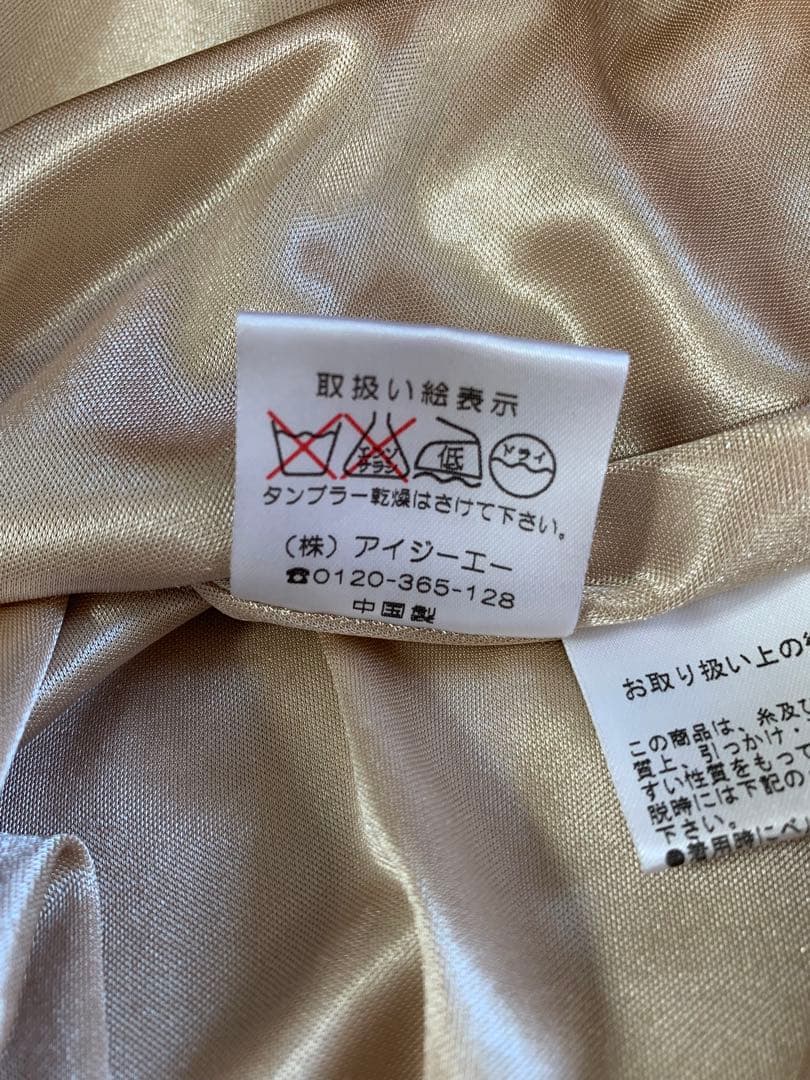 取扱い絵表示
エンソ
サラシ
低
ドライ
タンブラー乾燥はさけて下さい。
（株）アイジーエー
☎0120-365-128
中国製
お取り扱い上の
この商品は、糸及び
質上、引っかけ・
すい性質をもって
脱時には下記の
下さい。
●着用時にベ